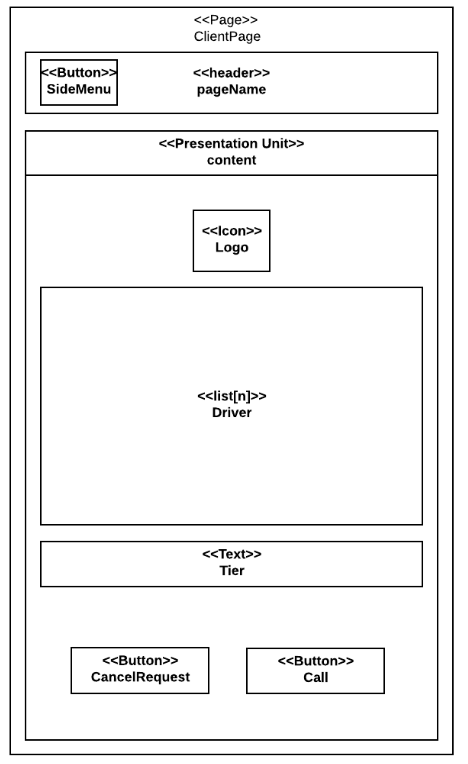 <<Page>>
ClientPage
<<Button>>
SideMenu
<<header>>
pageName
<<Presentation Unit>>
content
<<Icon>>
Logo
<<list[n]>>
Driver
<<Text>>
Tier
<<Button>>
CancelRequest
<<Button>>
Call